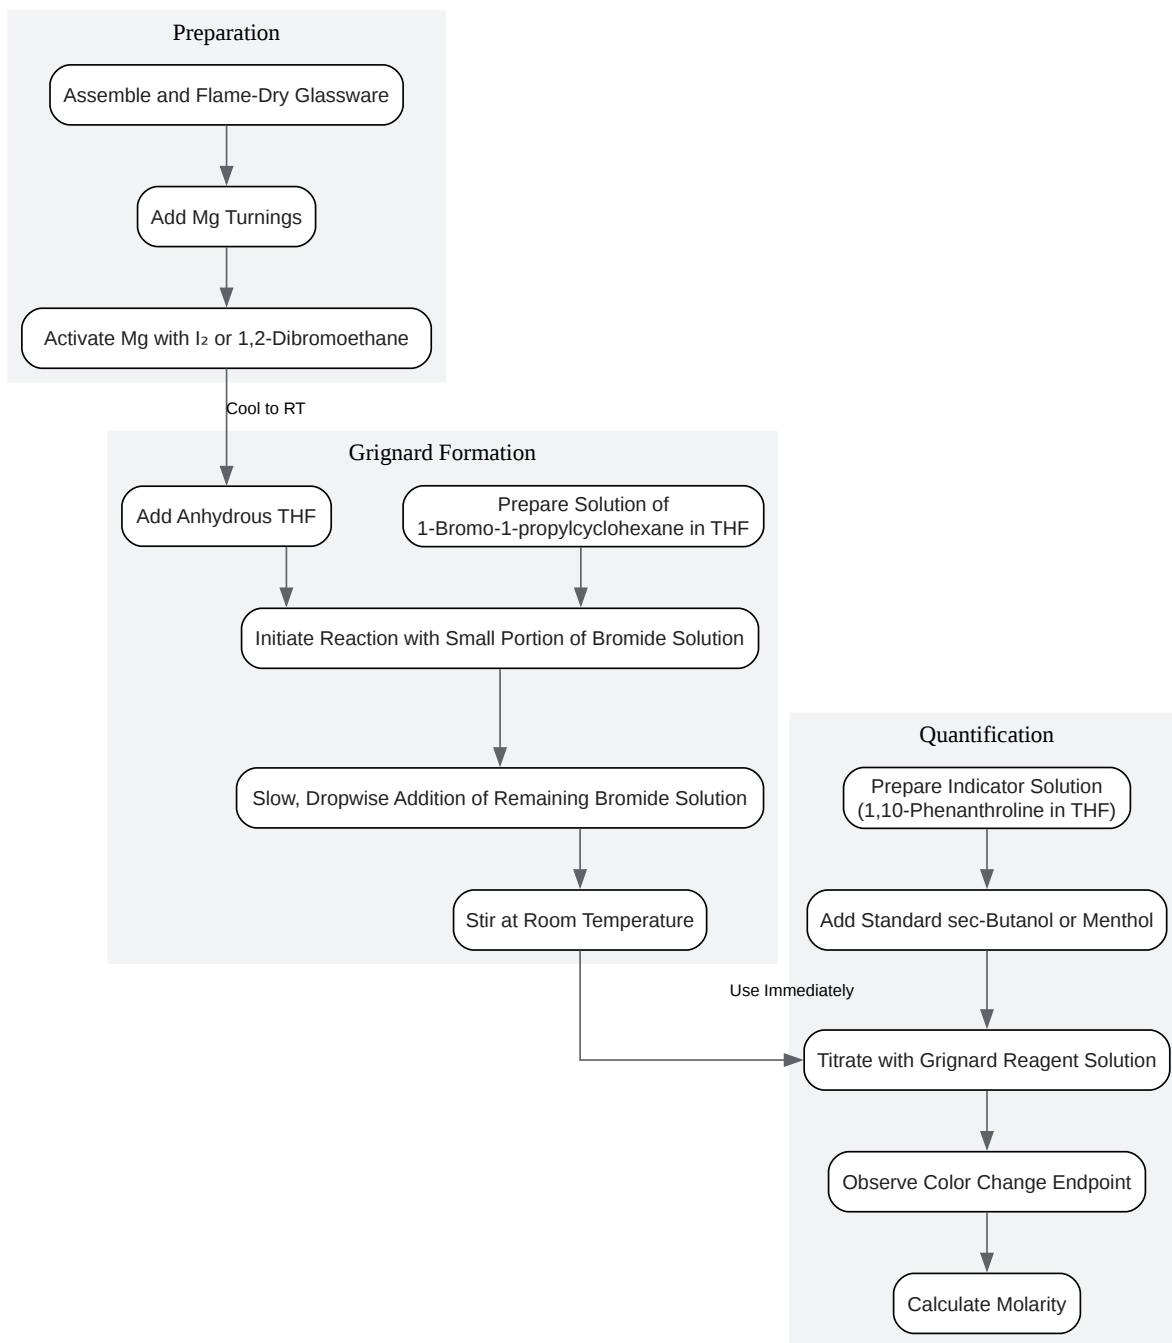 Preparation
Assemble and Flame-Dry Glassware
Add Mg Turnings
Activate Mg with I₂ or 1,2-Dibromoethane
Cool to RT
Grignard Formation
Add Anhydrous THF
Prepare Solution of
1-Bromo-1-propylcyclohexane in THF
Initiate Reaction with Small Portion of Bromide Solution
Slow, Dropwise Addition of Remaining Bromide Solution
Stir at Room Temperature
Use Immediately
Quantification
Prepare Indicator Solution
(1,10-Phenanthroline in THF)
Add Standard sec-Butanol or Menthol
Titrate with Grignard Reagent Solution
Observe Color Change Endpoint
Calculate Molarity